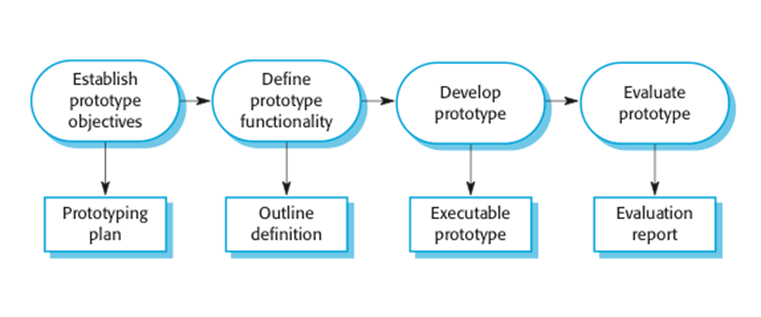 Establish
prototype
objectives
Define
prototype
functionality
Develop
prototype
Evaluate
prototype
Prototyping
plan
Outline
definition
Executable
prototype
Evaluation
report